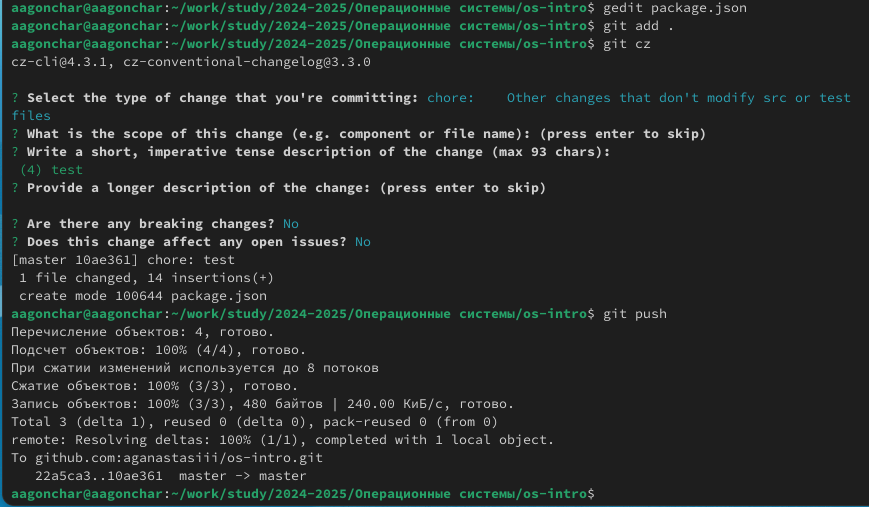 aagonchar@aagonchar:~/work/study/2024-2025/Операционные системы/os-intro$ gedit package.json
aagonchar@aagonchar:~/work/study/2024-2025/Операционные системы/os-intro$ git add .
aagonchar@aagonchar:~/work/study/2024-2025/Операционные системы/os-intro$ git cz
cz-cli@4.3.1, cz-conventional-changelog@3.3.0

? Select the type of change that you're committing: chore:    Other changes that don't modify src or test
files
? What is the scope of this change (e.g. component or file name): (press enter to skip)
? Write a short, imperative tense description of the change (max 93 chars):
 (4) test
? Provide a longer description of the change: (press enter to skip)

? Are there any breaking changes? No
? Does this change affect any open issues? No
[master 10ae361] chore: test
 1 file changed, 14 insertions(+)
 create mode 100644 package.json
aagonchar@aagonchar:~/work/study/2024-2025/Операционные системы/os-intro$ git push
Перечисление объектов: 4, готово.
Подсчет объектов: 100% (4/4), готово.
При сжатии изменений используется до 8 потоков
Сжатие объектов: 100% (3/3), готово.
Запись объектов: 100% (3/3), 480 байтов | 240.00 КиБ/с, готово.
Total 3 (delta 1), reused 0 (delta 0), pack-reused 0 (from 0)
remote: Resolving deltas: 100% (1/1), completed with 1 local object.
To github.com:aganastasiii/os-intro.git
   22a5ca3..10ae361  master -> master
aagonchar@aagonchar:~/work/study/2024-2025/Операционные системы/os-intro$